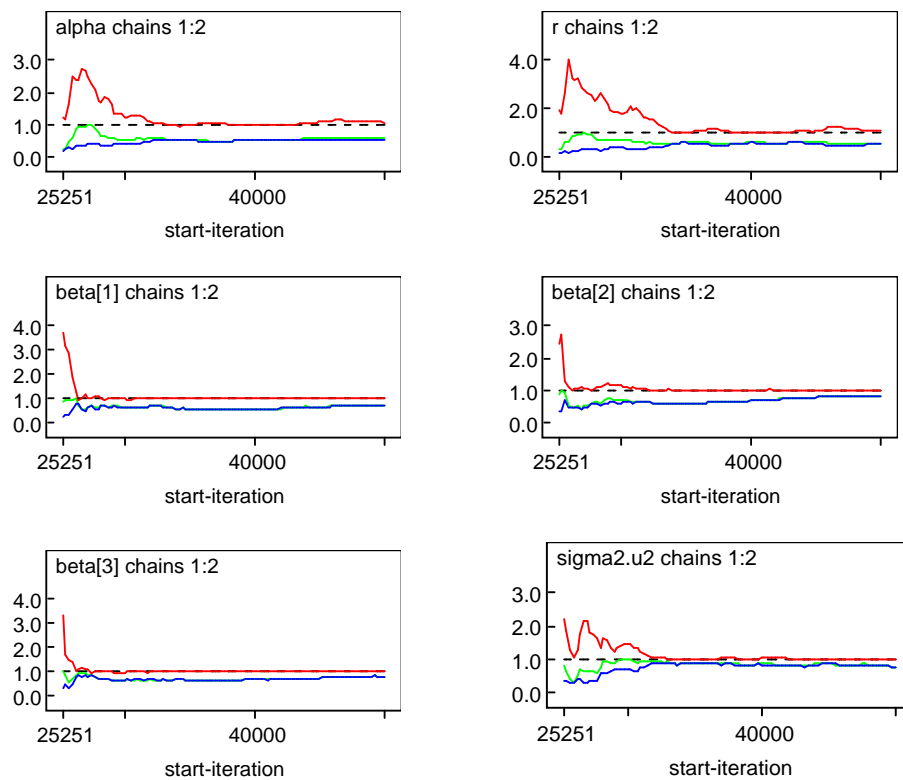 alpha chains 1:2
3.0
2.0
1.0
0.0
25251 40000
start-iteration
r chains 1:2
4.0
2.0
0.0
25251 40000
start-iteration
beta[1] chains 1:2
4.0
3.0
2.0
1.0
0.0
25251 40000
start-iteration
beta[2] chains 1:2
3.0
2.0
1.0
0.0
25251 40000
start-iteration
beta[3] chains 1:2
4.0
3.0
2.0
1.0
0.0
25251 40000
start-iteration
sigma2.u2 chains 1:2
3.0
2.0
1.0
0.0
25251 40000
start-iteration